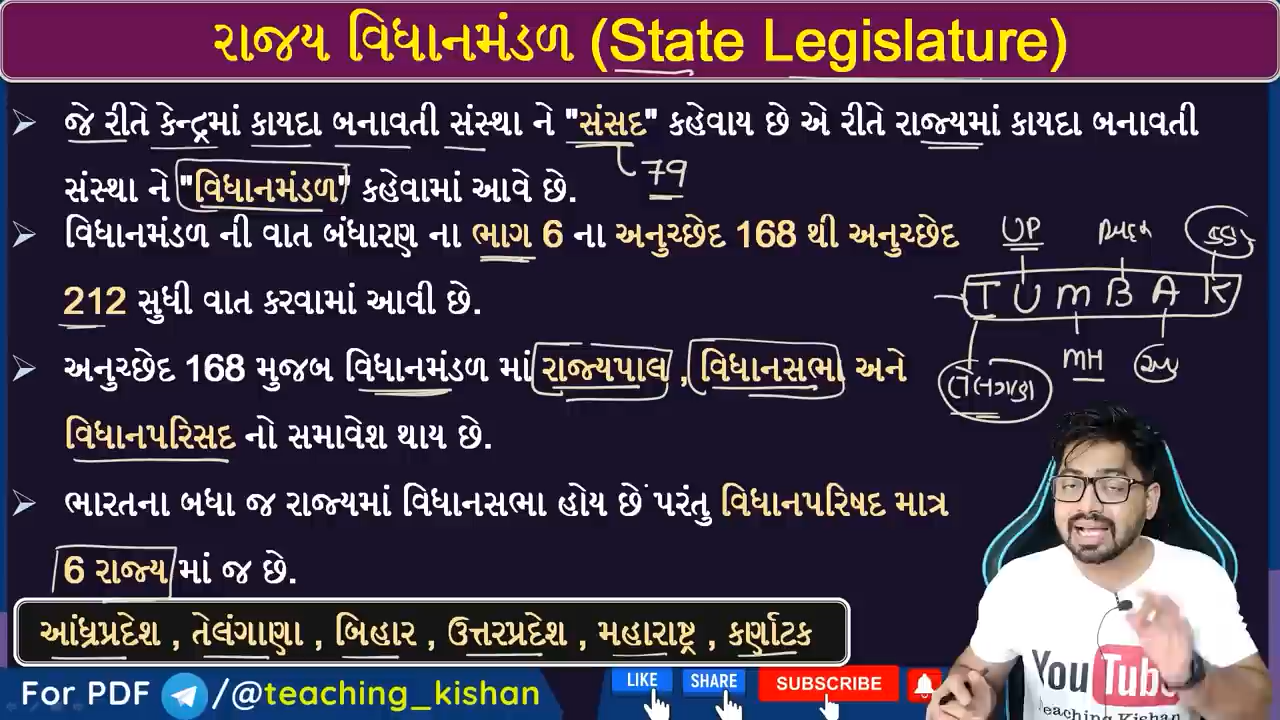 રાજય વિધાનમંડળ (State Legislature)
જે રીતે કેન્દ્રમાં કાયદા બનાવતી સંસ્થા ને "સંસદ" કહેવાય છે એ રીતે રાજ્યમાં કાયદા બનાવતી
સંસ્થા ને "વિધાનમંડળ" કહેવામાં આવે છે.
79
વિધાનમંડળ ની વાત બંધારણ ના ભાગ 6 ના અનુચ્છેદ 168 થી અનુચ્છેદ
212 સુધી વાત કરવામાં આવી છે.
UP
T U M B A K
MH
તેલંગાણા
અનુચ્છેદ 168 મુજબ વિધાનમંડળ માં રાજ્યપાલ , વિધાનસભા અને
વિધાનપરિસદ નો સમાવેશ થાય છે.
ભારતના બધા જ રાજ્યમાં વિધાનસભા હોય છે પરંતુ વિધાનપરિષદ માત્ર
6 રાજ્ય માં જ છે.
આંધ્રપ્રદેશ , તેલંગાણા , બિહાર , ઉત્તરપ્રદેશ , મહારાષ્ટ્ર , કર્ણાટક
For PDF /@teaching_kishan
LIKE SHARE SUBSCRIBE
YouTube
Teaching Kishan